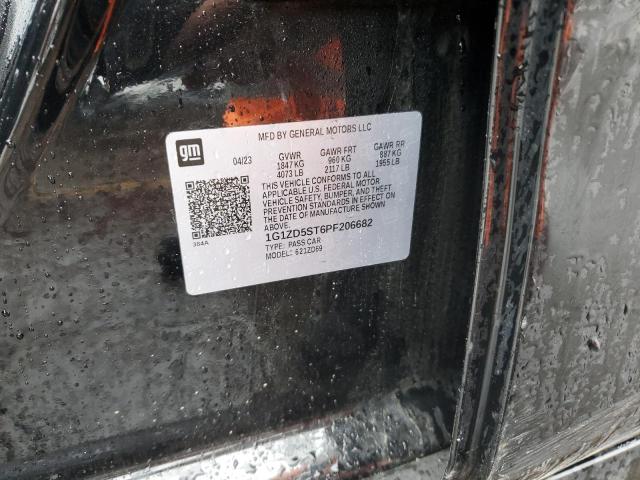 MFD BY GENERAL MOTORS LLC
gm
04/23 GVWR GAWR FRT GAWR RR
1847 KG 960 KG 887 KG
4073 LB 2117 LB 1955 LB
THIS VEHICLE CONFORMS TO ALL
APPLICABLE U.S. FEDERAL MOTOR
VEHICLE SAFETY, BUMPER, AND THEFT
PREVENTION STANDARDS IN EFFECT ON
THE DATE OF MANUFACTURE SHOWN
ABOVE.
384A
1G1ZD5ST6PF206682
TYPE: PASS CAR
MODEL: 621ZD69